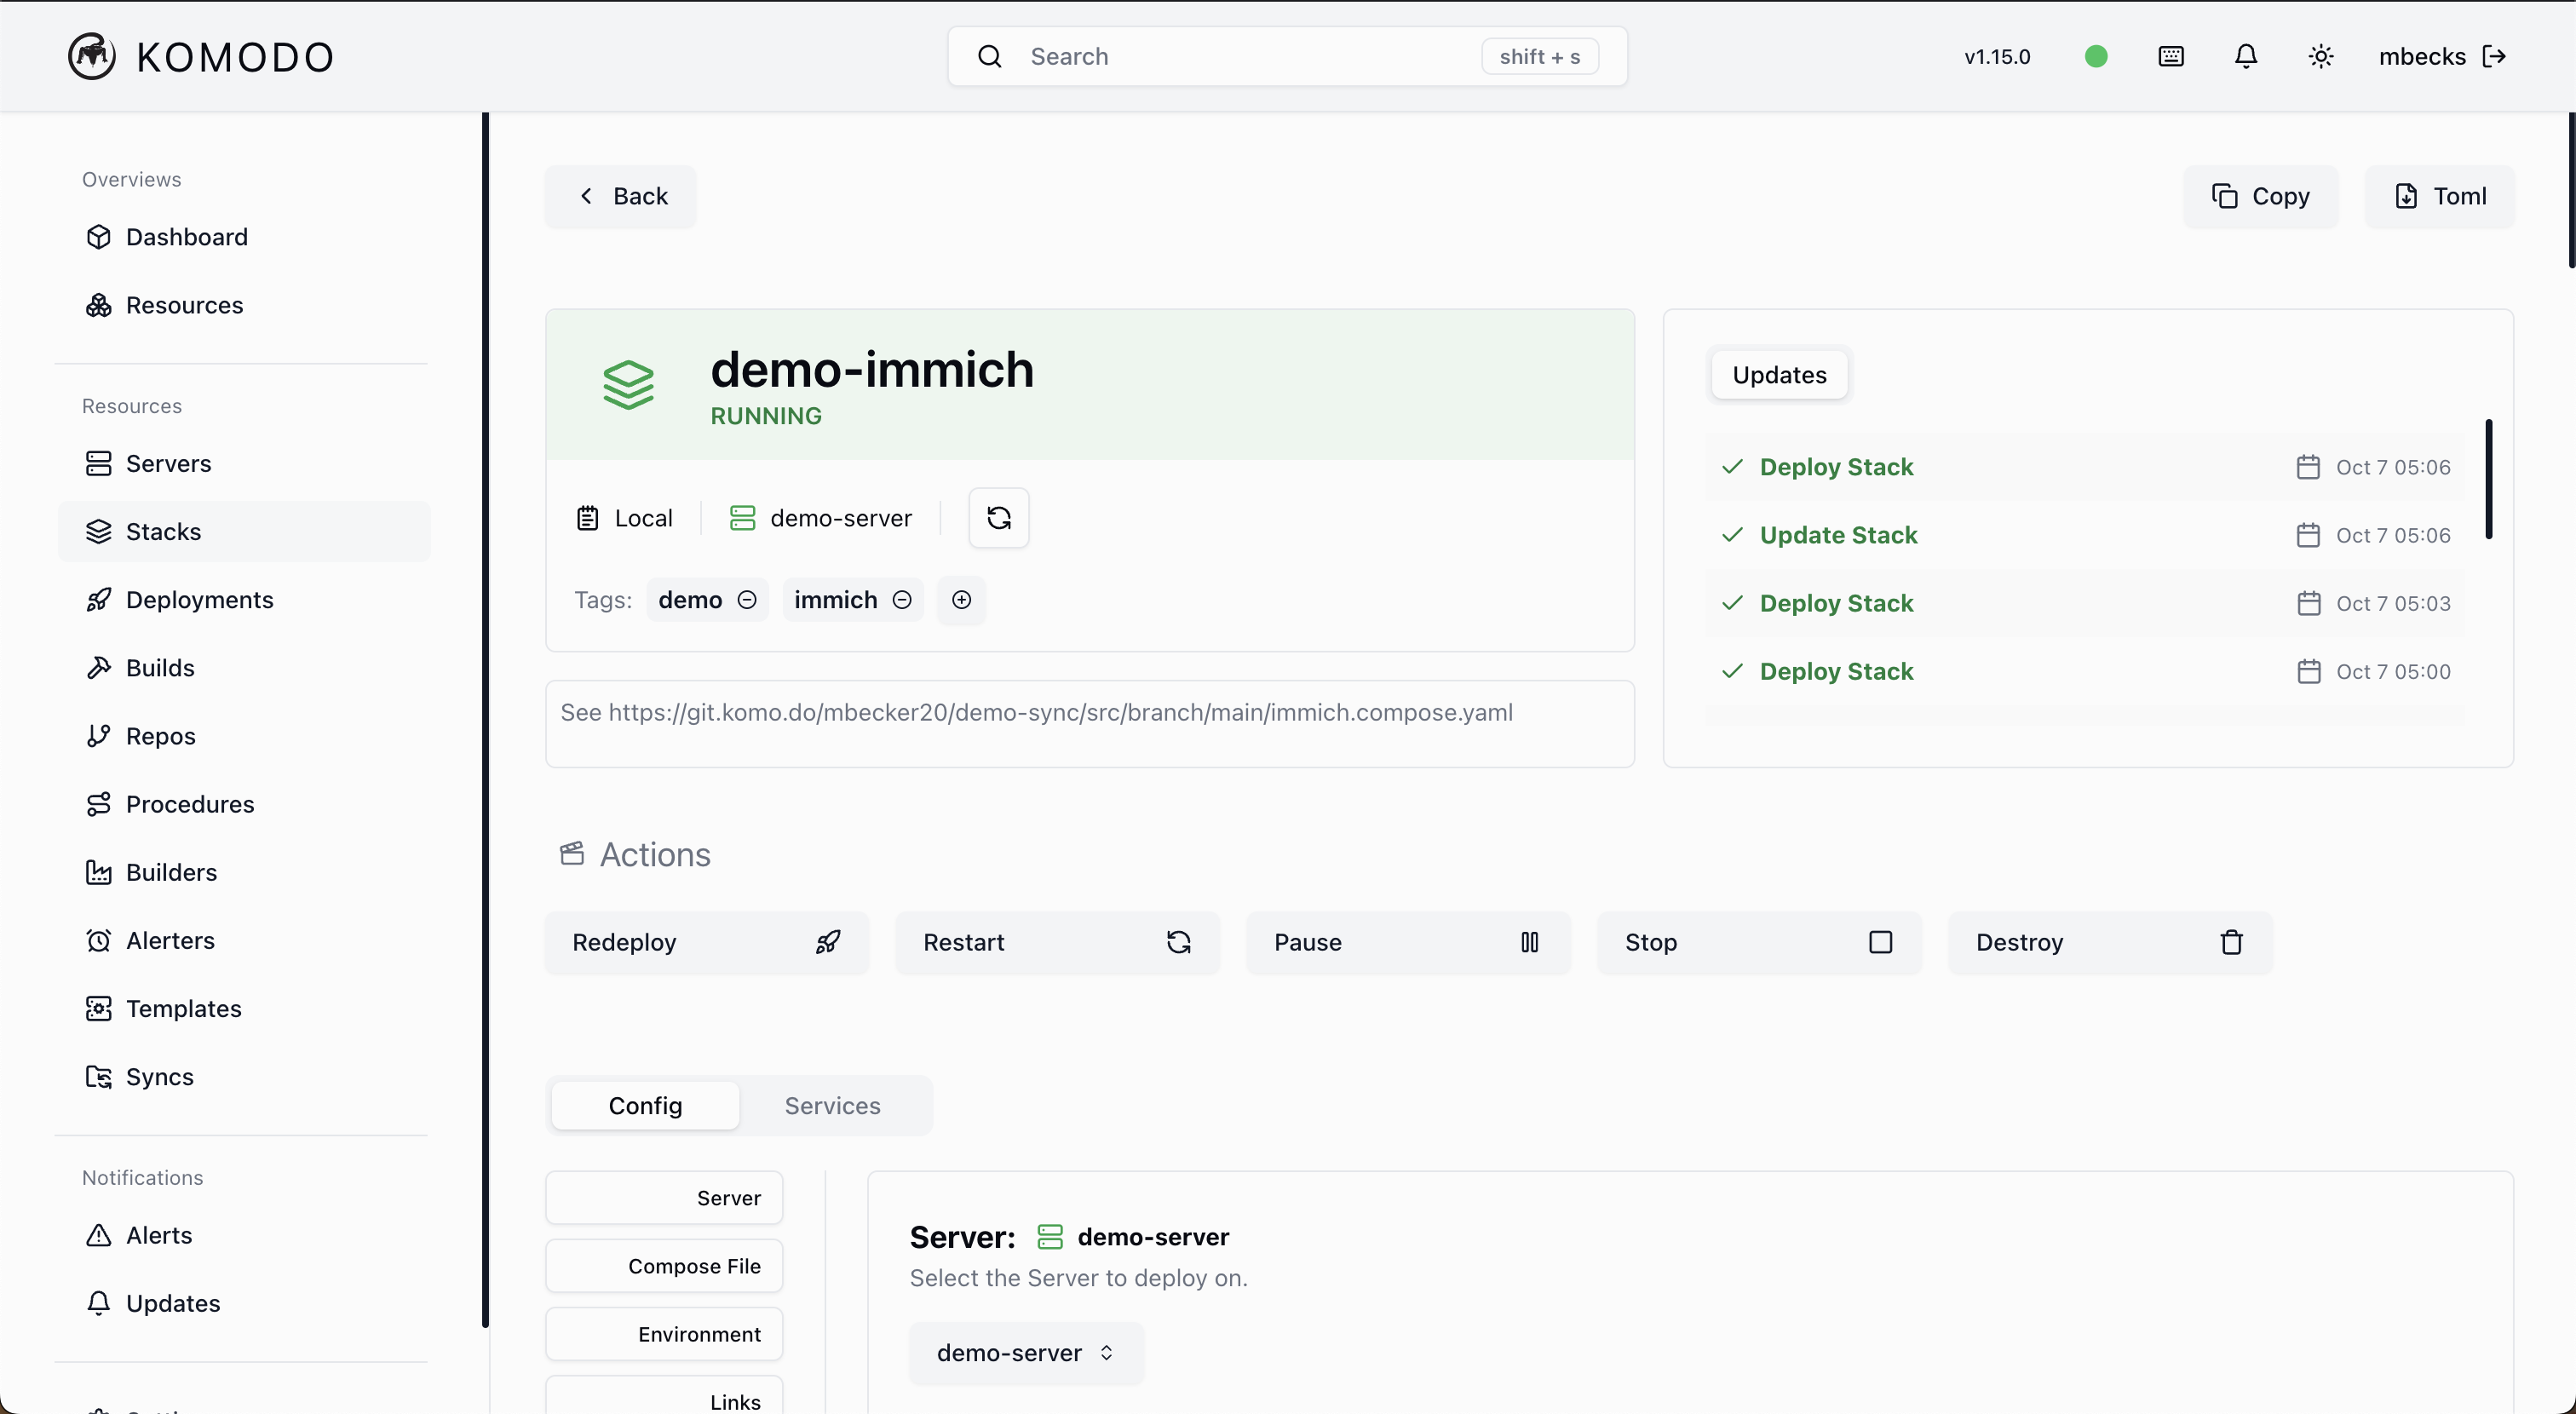 KOMODO
Search
shift + s
v1.15.0
mbecks
Overviews
Dashboard
Resources
Resources
Servers
Stacks
Deployments
Builds
Repos
Procedures
Builders
Alerters
Templates
Syncs
Notifications
Alerts
Updates
Back
Copy
Toml
demo-immich
RUNNING
Local
demo-server
Tags:
demo
immich
See https://git.komo.do/mbecker20/demo-sync/src/branch/main/immich.compose.yaml
Updates
Deploy Stack
Oct 7 05:06
Update Stack
Oct 7 05:06
Deploy Stack
Oct 7 05:03
Deploy Stack
Oct 7 05:00
Actions
Redeploy
Restart
Pause
Stop
Destroy
Config
Services
Server
Compose File
Environment
Links
Server: demo-server
Select the Server to deploy on.
demo-server